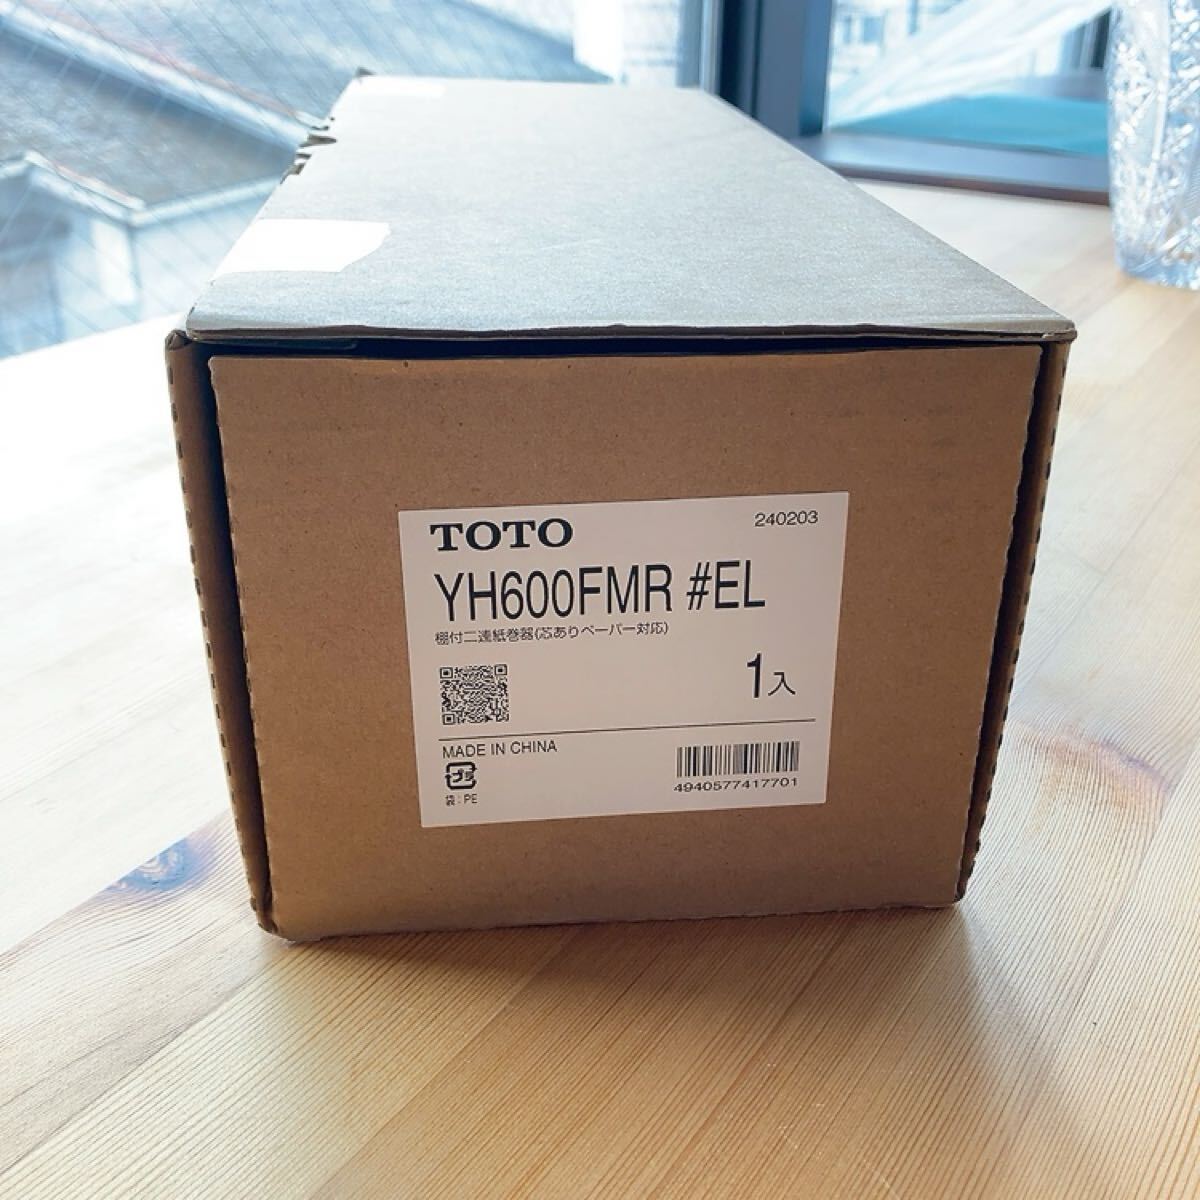 TOTO
240203
YH600FMR #EL
棚付二連紙巻器(芯ありペーパー対応)
1入
MADE IN CHINA
プラ
袋:PE
4940577417701